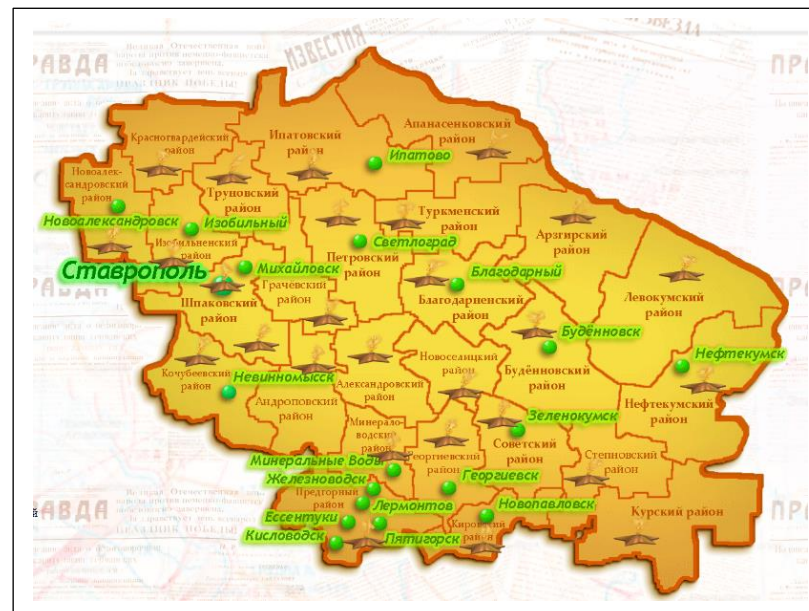 ИЗВЕСТИЯ
ПРАВДА
Красногвардейский
район
Ипатовский
район
Апанасенковский
район
Ипатово
Новоалек-
сандровский
район
Труновский
район
Туркменский
район
Новоалександровск
Изобильный
Изобильненский
район
Светлоград
Петровский
район
Арзгирский
район
Ставрополь
Михайловск
Грачёвский
район
Благодарный
Благодарненский
район
Левокумский
район
Шпаковский
район
Будённовск
Новоселицкий
район
Будённовский
район
Нефтекумск
Кочубеевский
район
Невинномысск
Александровский
район
Андроповский
район
Нефтекумский
район
Зеленокумск
Минерало-
водский
район
Советский
район
Георгиевский
район
Степновский
район
Минеральные Воды
Железноводск
Георгиевск
Предгорный
район
Лермонтов
Новопавловск
Курский район
Ессентуки
Кировский
район
Кисловодск
Пятигорск